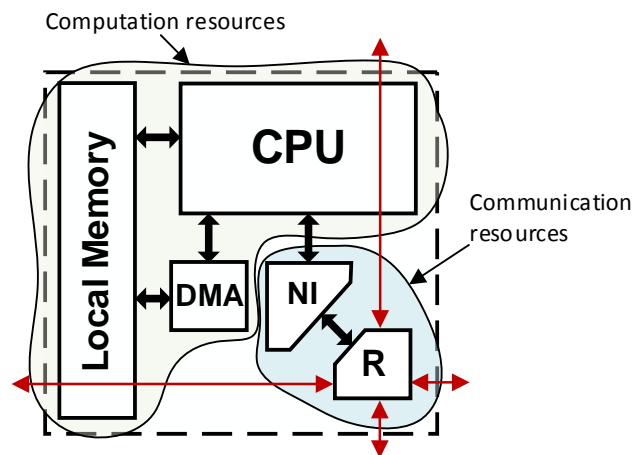 Computation resources
CPU
Local Memory
Communication
resources
DMA
NI
R